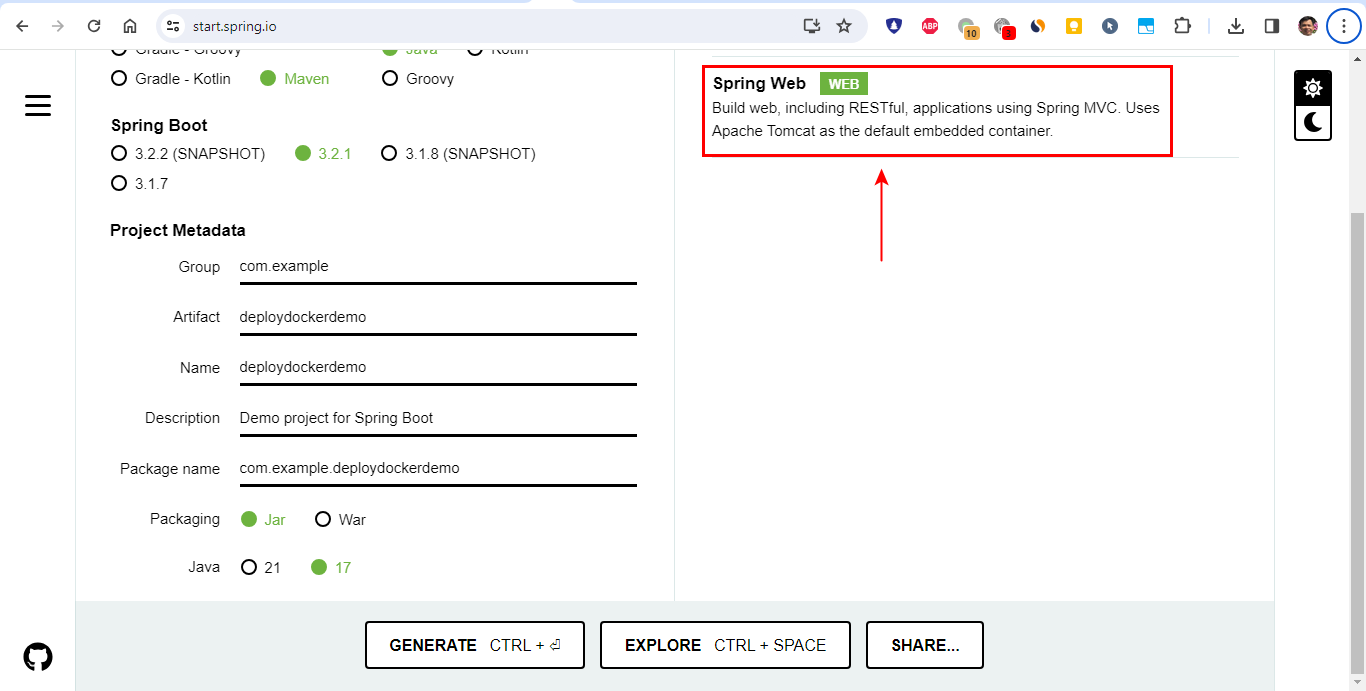 start.spring.io
ABP
10
3
Gradle - Groovy Java Kotlin
Gradle - Kotlin Maven Groovy
Spring Boot
3.2.2 (SNAPSHOT) 3.2.1 3.1.8 (SNAPSHOT)
3.1.7
Project Metadata
Group com.example
Artifact deploydockerdemo
Name deploydockerdemo
Description Demo project for Spring Boot
Package name com.example.deploydockerdemo
Packaging Jar War
Java 21 17
Spring Web WEB
Build web, including RESTful, applications using Spring MVC. Uses
Apache Tomcat as the default embedded container.
GENERATE CTRL + ⏎
EXPLORE CTRL + SPACE
SHARE...